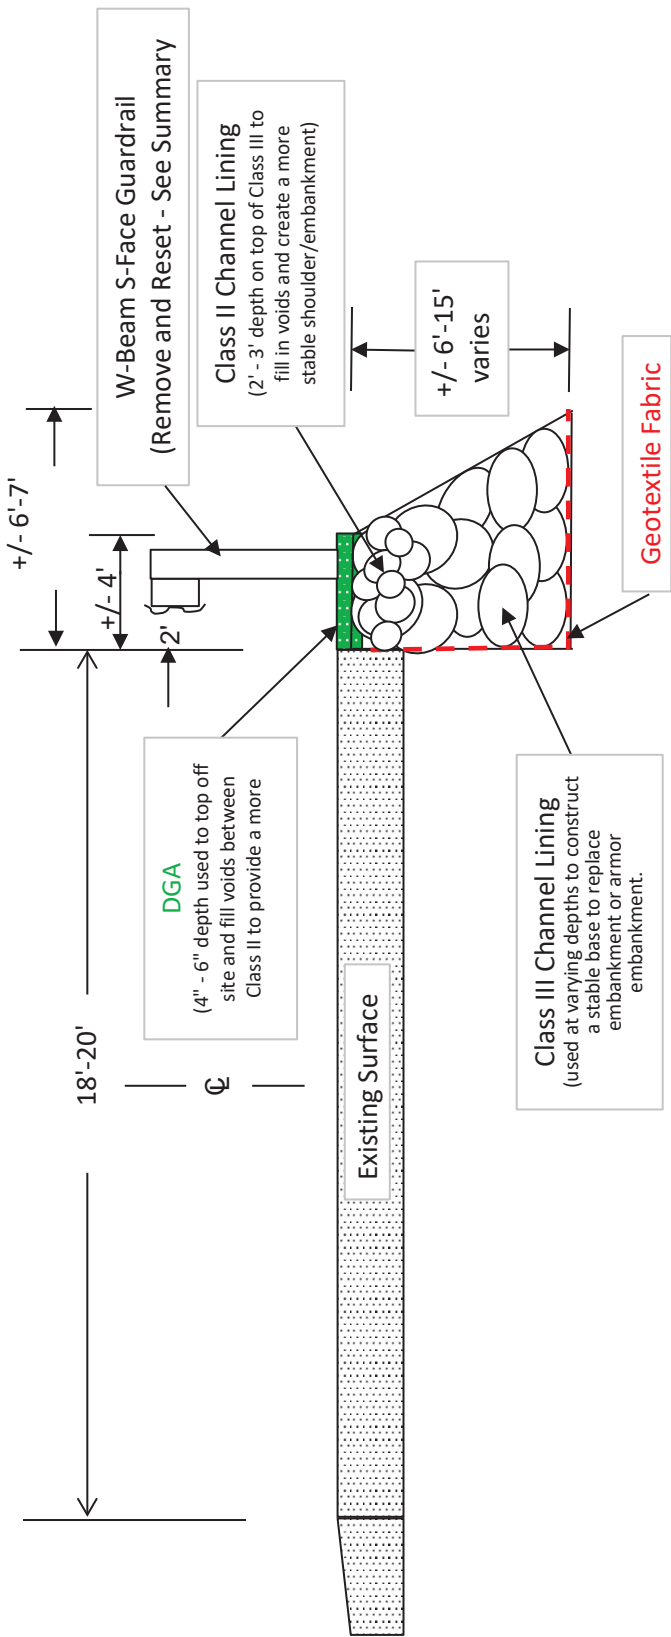 +/- 6'-7'
W-Beam S-Face Guardrail
(Remove and Reset - See Summary
+/- 4'
2'
18'-20'
Class II Channel Lining
(2' - 3' depth on top of Class III to
fill in voids and create a more
stable shoulder/embankment)
DGA
(4" - 6" depth used to top off
site and fill voids between
Class II to provide a more
CL
Existing Surface
+/- 6'-15'
varies
Class III Channel Lining
(used at varying depths to construct
a stable base to replace
embankment or armor
embankment.
Geotextile Fabric